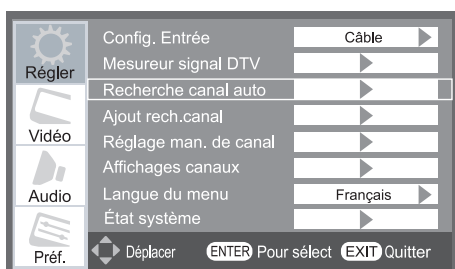 Régler
Vidéo
Audio
Préf.
Config. Entrée Câble
Mesureur signal DTV
Recherche canal auto
Ajout rech.canal
Réglage man. de canal
Affichages canaux
Langue du menu Français
État système
Déplacer ENTER Pour sélect EXIT Quitter